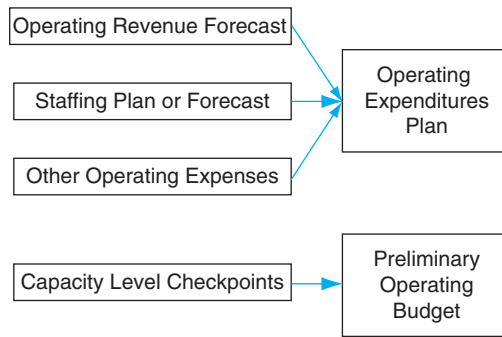 Operating Revenue Forecast
Staffing Plan or Forecast
Other Operating Expenses
Operating
Expenditures
Plan
Capacity Level Checkpoints
Preliminary
Operating
Budget